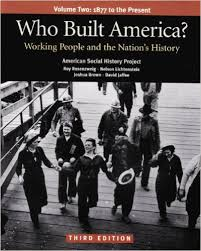 Volume Two: 1877 to the Present
Who Built America?
Working People and the Nation's History
American Social History Project
Roy Rosenzweig · Nelson Lichtenstein
Joshua Brown · David Jaffee
THIRD EDITION